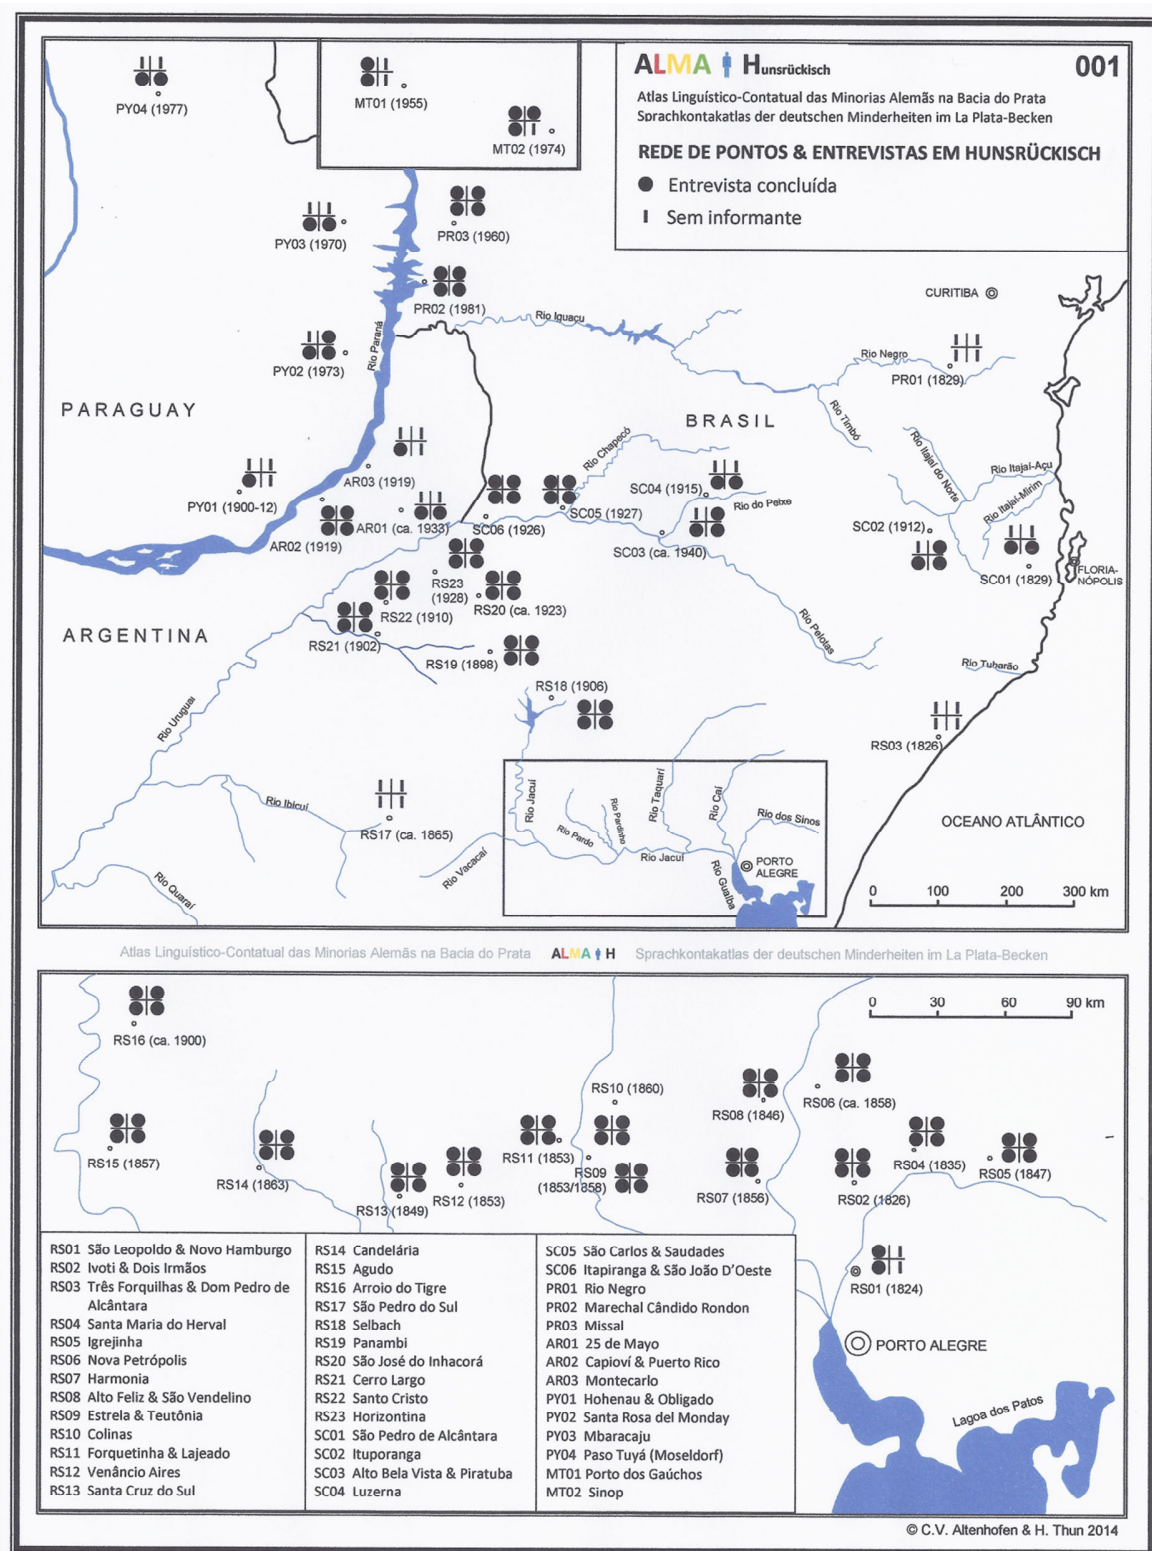 ALMA Hunsrückisch
001
Atlas Linguístico-Contatual das Minorias Alemãs na Bacia do Prata
Sprachkontakatlas der deutschen Minderheiten im La Plata-Becken
REDE DE PONTOS & ENTREVISTAS EM HUNSRÜCKISCH
Entrevista concluída
Sem informante
PY04 (1977)
MT01 (1955)
MT02 (1974)
PY03 (1970)
PR03 (1960)
PR02 (1981)
CURITIBA
Rio Iguaçu
Rio Paraná
PY02 (1973)
Rio Negro
PR01 (1829)
PARAGUAY
BRASIL
Rio Timbó
Rio Chapecó
Rio Itajaí do Norte
Rio Itajaí-Açu
Rio Itajaí-Mirim
AR03 (1919)
PY01 (1900-12)
SC04 (1915)
Rio do Peixe
SC05 (1927)
AR01 (ca. 1933)
SC06 (1926)
AR02 (1919)
SC02 (1912)
SC03 (ca. 1940)
SC01 (1829)
FLORIA-
NÓPOLIS
RS23
(1928)
RS20 (ca. 1923)
RS22 (1910)
ARGENTINA
RS21 (1902)
RS19 (1898)
Rio Pelotas
Rio Tubarão
RS18 (1906)
Rio Uruguai
RS03 (1826)
Rio Ibicuí
RS17 (ca. 1865)
Rio Jacuí
Rio Taquarí
Rio Caí
Rio Pardo
Rio Pardinho
Rio dos Sinos
OCEANO ATLÂNTICO
Rio Vacacaí
Rio Jacuí
PORTO
ALEGRE
Rio Guaíba
Rio Quaraí
0 100 200 300 km
Atlas Linguístico-Contatual das Minorias Alemãs na Bacia do Prata ALMA H Sprachkontakatlas der deutschen Minderheiten im La Plata-Becken
0 30 60 90 km
RS16 (ca. 1900)
RS10 (1860)
RS08 (1846)
RS06 (ca. 1858)
RS15 (1857)
RS14 (1863)
RS11 (1853)
RS09
(1853/1858)
RS04 (1835)
RS05 (1847)
RS13 (1849)
RS12 (1853)
RS07 (1856)
RS02 (1826)
RS01 (1824)
PORTO ALEGRE
Lagoa dos Patos
RS01 São Leopoldo & Novo Hamburgo
RS02 Ivoti & Dois Irmãos
RS03 Três Forquilhas & Dom Pedro de
Alcântara
RS04 Santa Maria do Herval
RS05 Igrejinha
RS06 Nova Petrópolis
RS07 Harmonia
RS08 Alto Feliz & São Vendelino
RS09 Estrela & Teutônia
RS10 Colinas
RS11 Forquetinha & Lajeado
RS12 Venâncio Aires
RS13 Santa Cruz do Sul
RS14 Candelária
RS15 Agudo
RS16 Arroio do Tigre
RS17 São Pedro do Sul
RS18 Selbach
RS19 Panambi
RS20 São José do Inhacorá
RS21 Cerro Largo
RS22 Santo Cristo
RS23 Horizontina
SC01 São Pedro de Alcântara
SC02 Ituporanga
SC03 Alto Bela Vista & Piratuba
SC04 Luzerna
SC05 São Carlos & Saudades
SC06 Itapiranga & São João D'Oeste
PR01 Rio Negro
PR02 Marechal Cândido Rondon
PR03 Missal
AR01 25 de Mayo
AR02 Capioví & Puerto Rico
AR03 Montecarlo
PY01 Hohenau & Obligado
PY02 Santa Rosa del Monday
PY03 Mbaracaju
PY04 Paso Tuyá (Moseldorf)
MT01 Porto dos Gaúchos
MT02 Sinop
© C.V. Altenhofen & H. Thun 2014